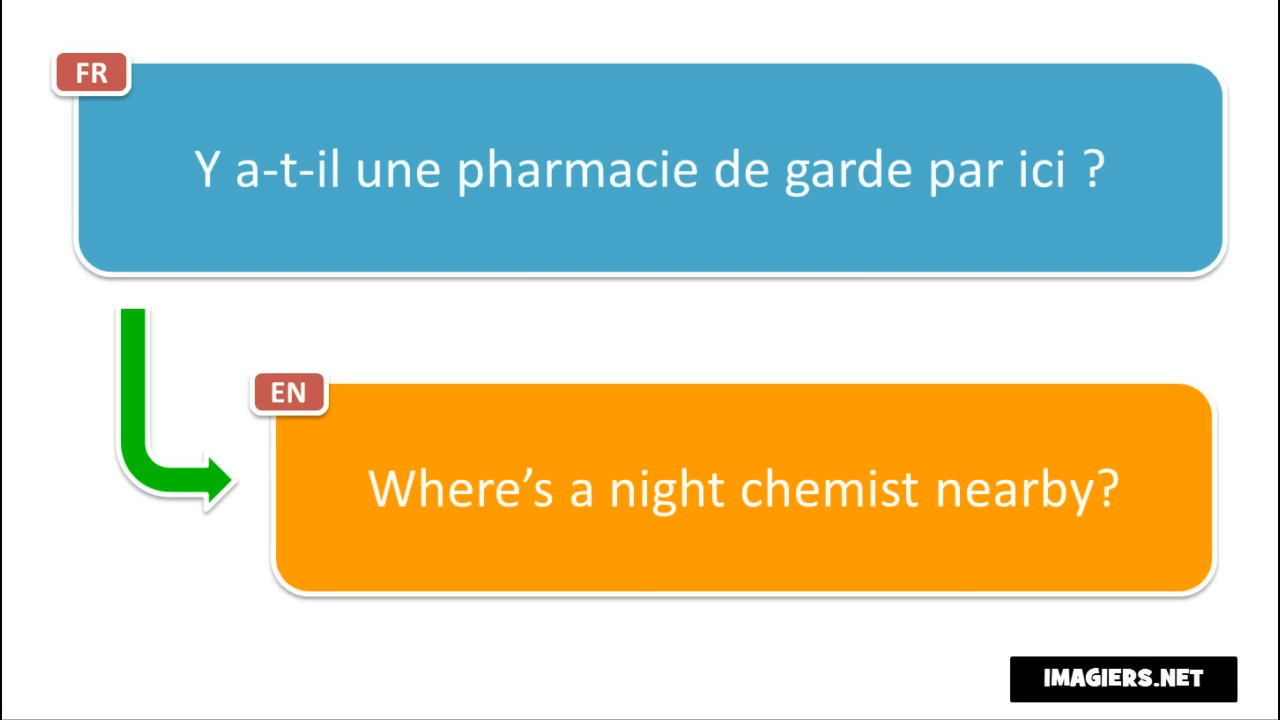 FR
Y a-t-il une pharmacie de garde par ici ?
EN
Where’s a night chemist nearby?
IMAGIERS.NET